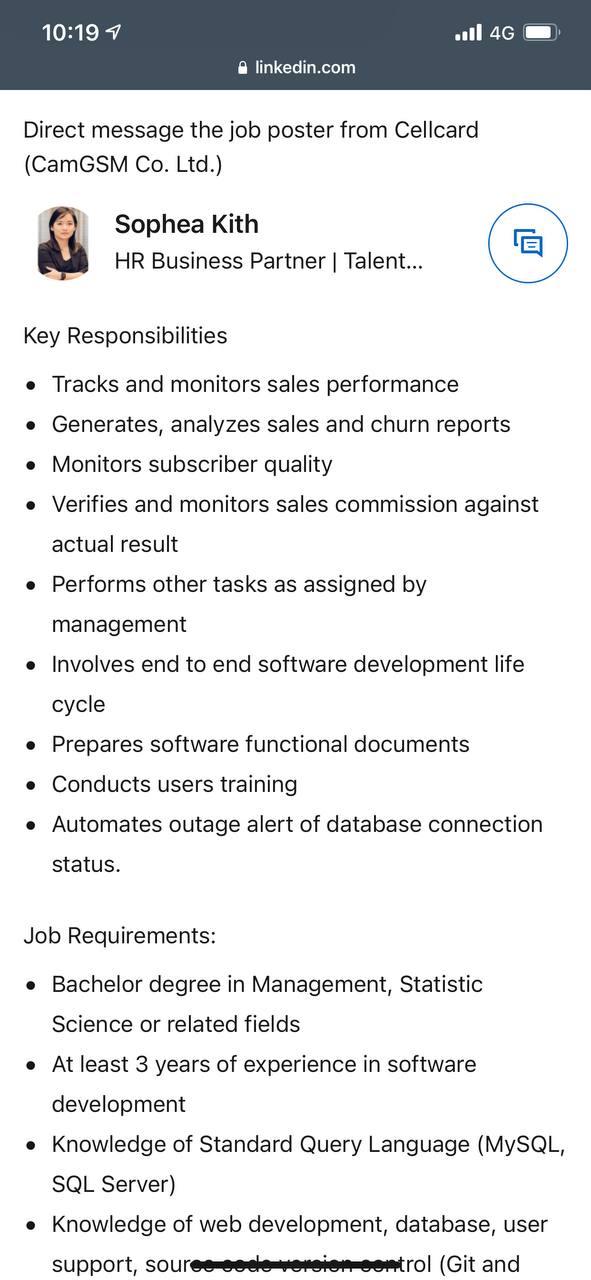 10:19
4G
linkedin.com
Direct message the job poster from Cellcard
(CamGSM Co. Ltd.)
Sophea Kith
HR Business Partner | Talent...
Key Responsibilities
• Tracks and monitors sales performance
• Generates, analyzes sales and churn reports
• Monitors subscriber quality
• Verifies and monitors sales commission against
actual result
• Performs other tasks as assigned by
management
• Involves end to end software development life
cycle
• Prepares software functional documents
• Conducts users training
• Automates outage alert of database connection
status.
Job Requirements:
• Bachelor degree in Management, Statistic
Science or related fields
• At least 3 years of experience in software
development
• Knowledge of Standard Query Language (MySQL,
SQL Server)
• Knowledge of web development, database, user
support, source code version control (Git and